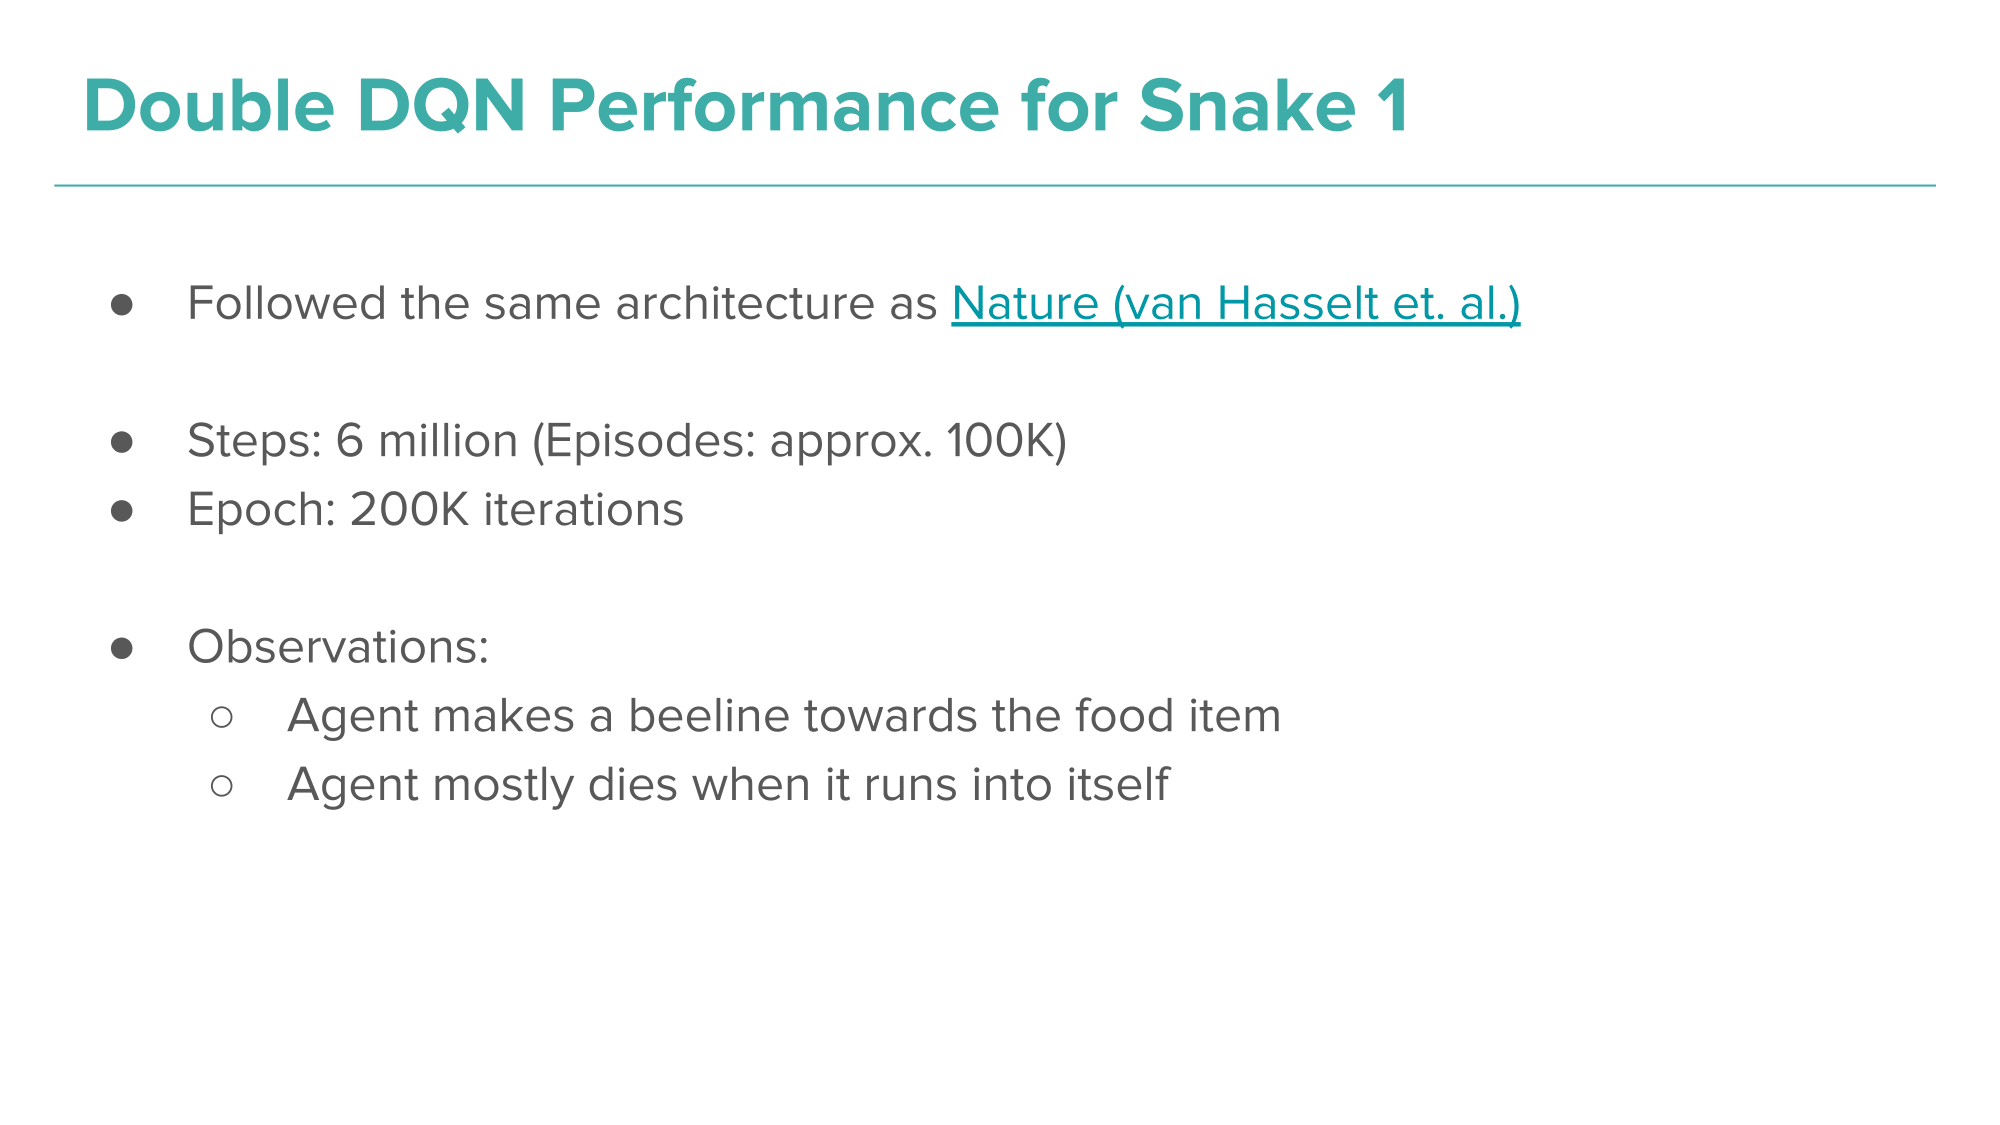 Double DQN Performance for Snake 1
● Followed the same architecture as Nature (van Hasselt et. al.)
● Steps: 6 million (Episodes: approx. 100K)
● Epoch: 200K iterations
● Observations:
○ Agent makes a beeline towards the food item
○ Agent mostly dies when it runs into itself